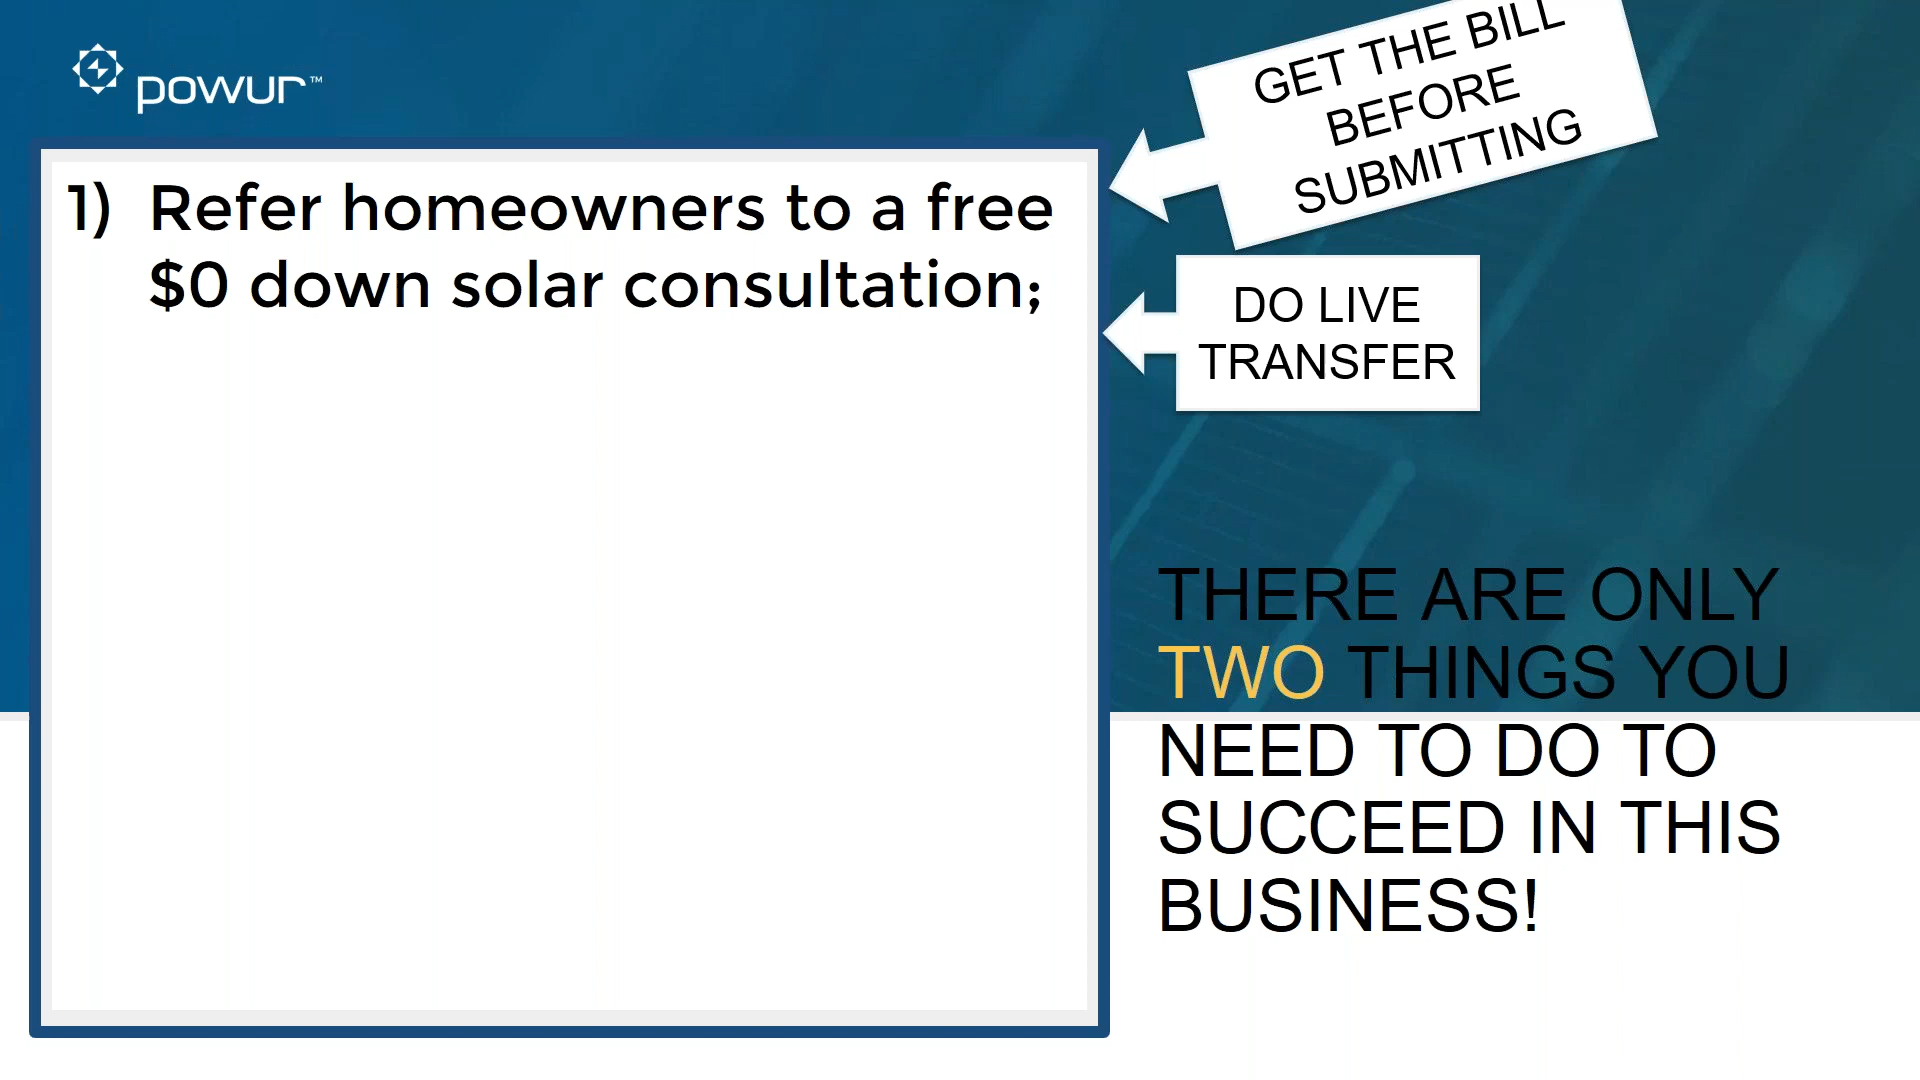 powur™
GET THE BILL
BEFORE
SUBMITTING
1) Refer homeowners to a free
$0 down solar consultation;
DO LIVE
TRANSFER
THERE ARE ONLY
TWO THINGS YOU
NEED TO DO TO
SUCCEED IN THIS
BUSINESS!